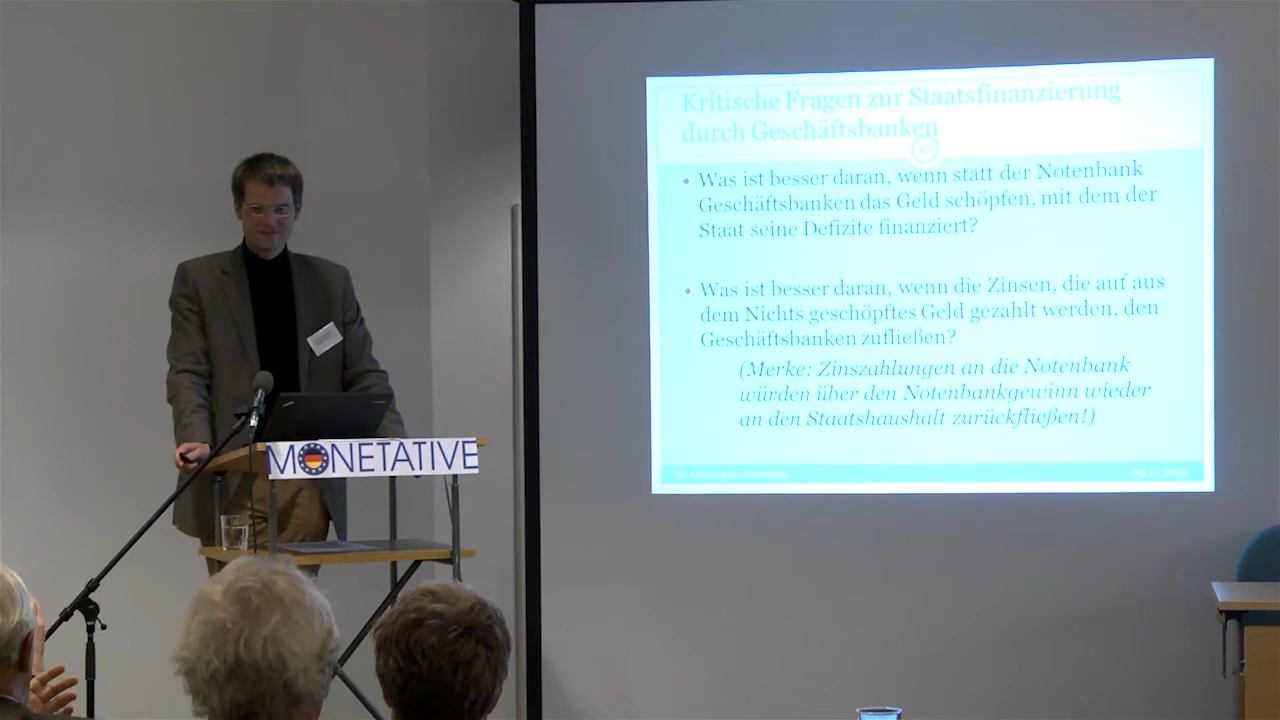 MONETATIVE
Kritische Fragen zur Staatsfinanzierung
durch Geschäftsbanken
• Was ist besser daran, wenn statt der Notenbank
Geschäftsbanken das Geld schöpfen, mit dem der
Staat seine Defizite finanziert?
• Was ist besser daran, wenn die Zinsen, die auf aus
dem Nichts geschöpftes Geld gezahlt werden, den
Geschäftsbanken zufließen?
(Merke: Zinszahlungen an die Notenbank
würden über den Notenbankgewinn wieder
an den Staatshaushalt zurückfließen!)